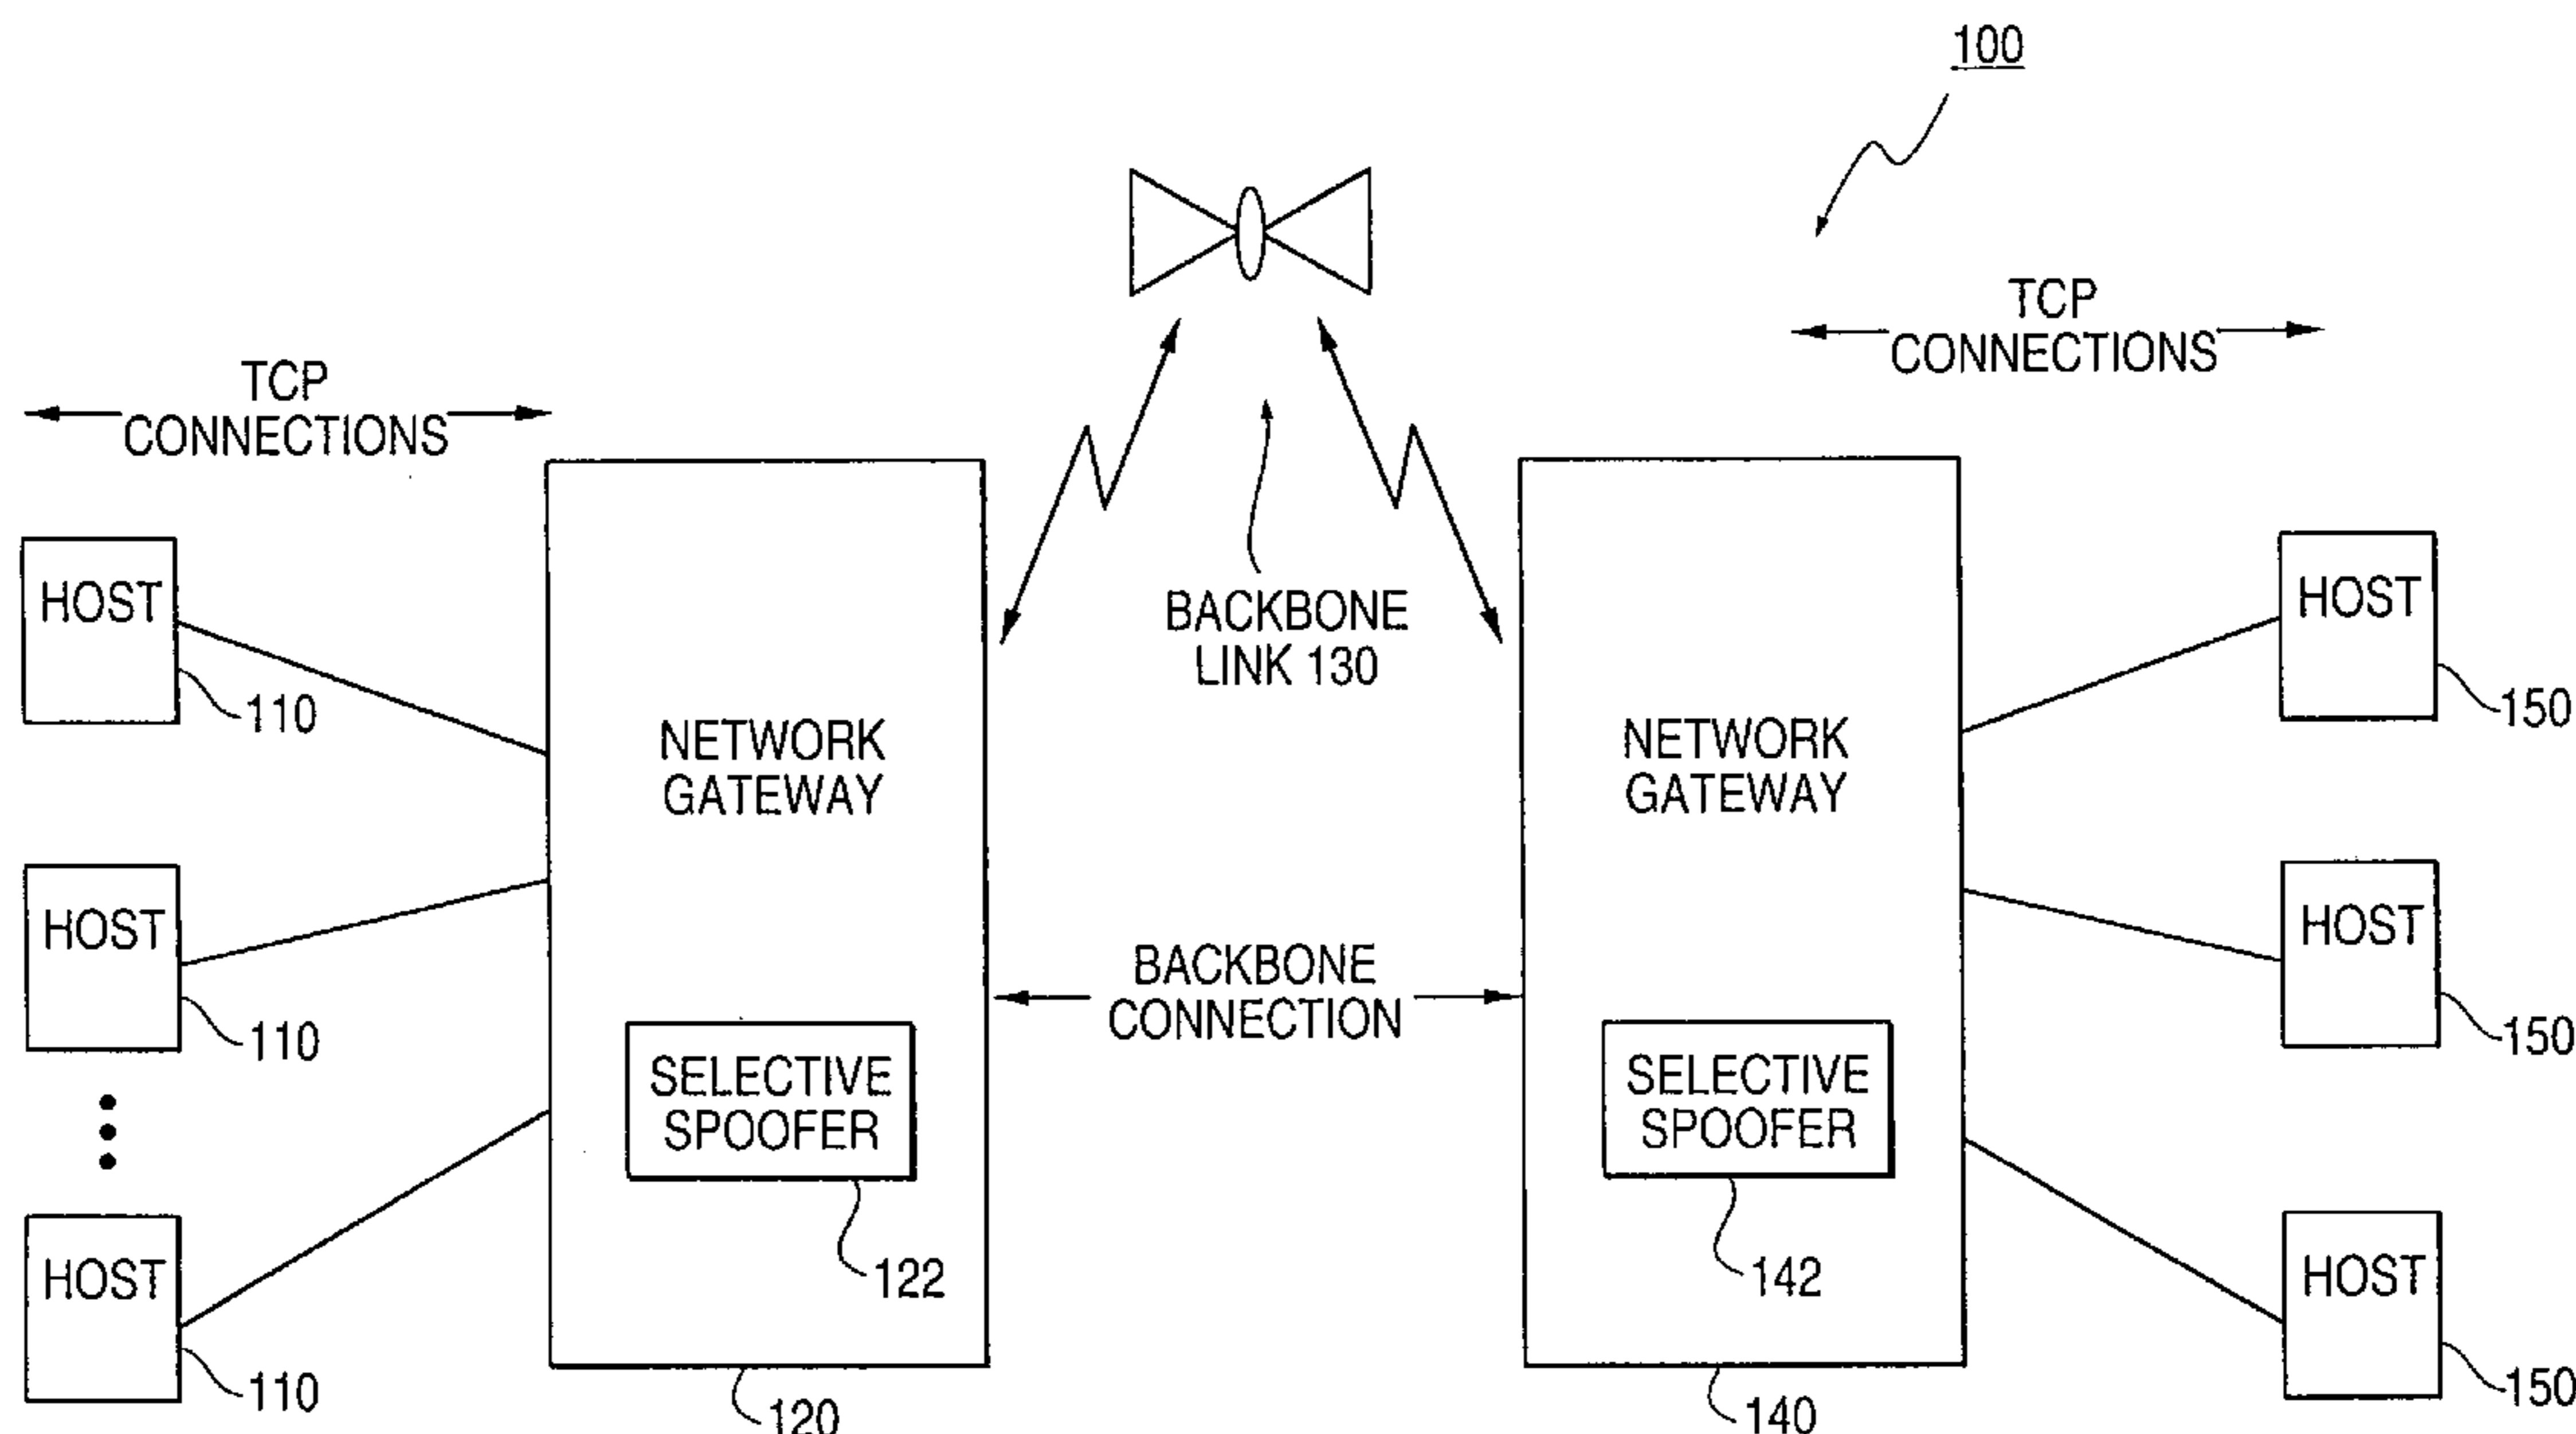 100
TCP
CONNECTIONS
TCP
CONNECTIONS
HOST
110
HOST
110
HOST
110
NETWORK
GATEWAY
SELECTIVE
SPOOFER
122
120
BACKBONE
LINK 130
BACKBONE
CONNECTION
NETWORK
GATEWAY
SELECTIVE
SPOOFER
142
140
HOST
150
HOST
150
HOST
150